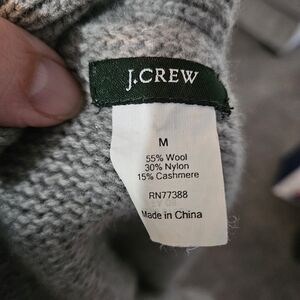 J.CREW
M
55% Wool
30% Nylon
15% Cashmere
RN77388
Made in China